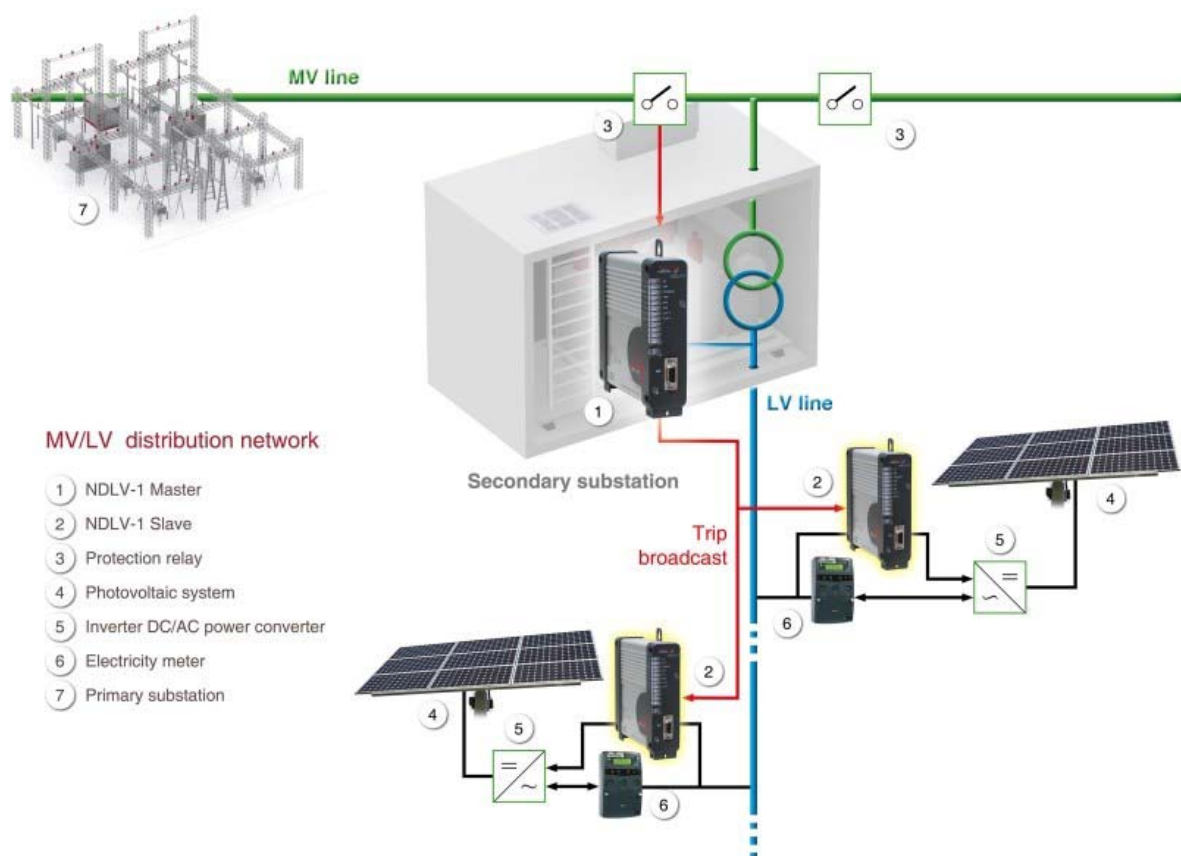 MV line
3
3
7
1
LV line
MV/LV distribution network
Secondary substation
2
4
1 NDLV-1 Master
2 NDLV-1 Slave
Trip
broadcast
5
3 Protection relay
4 Photovoltaic system
5 Inverter DC/AC power converter
6
6 Electricity meter
2
7 Primary substation
4
5
6